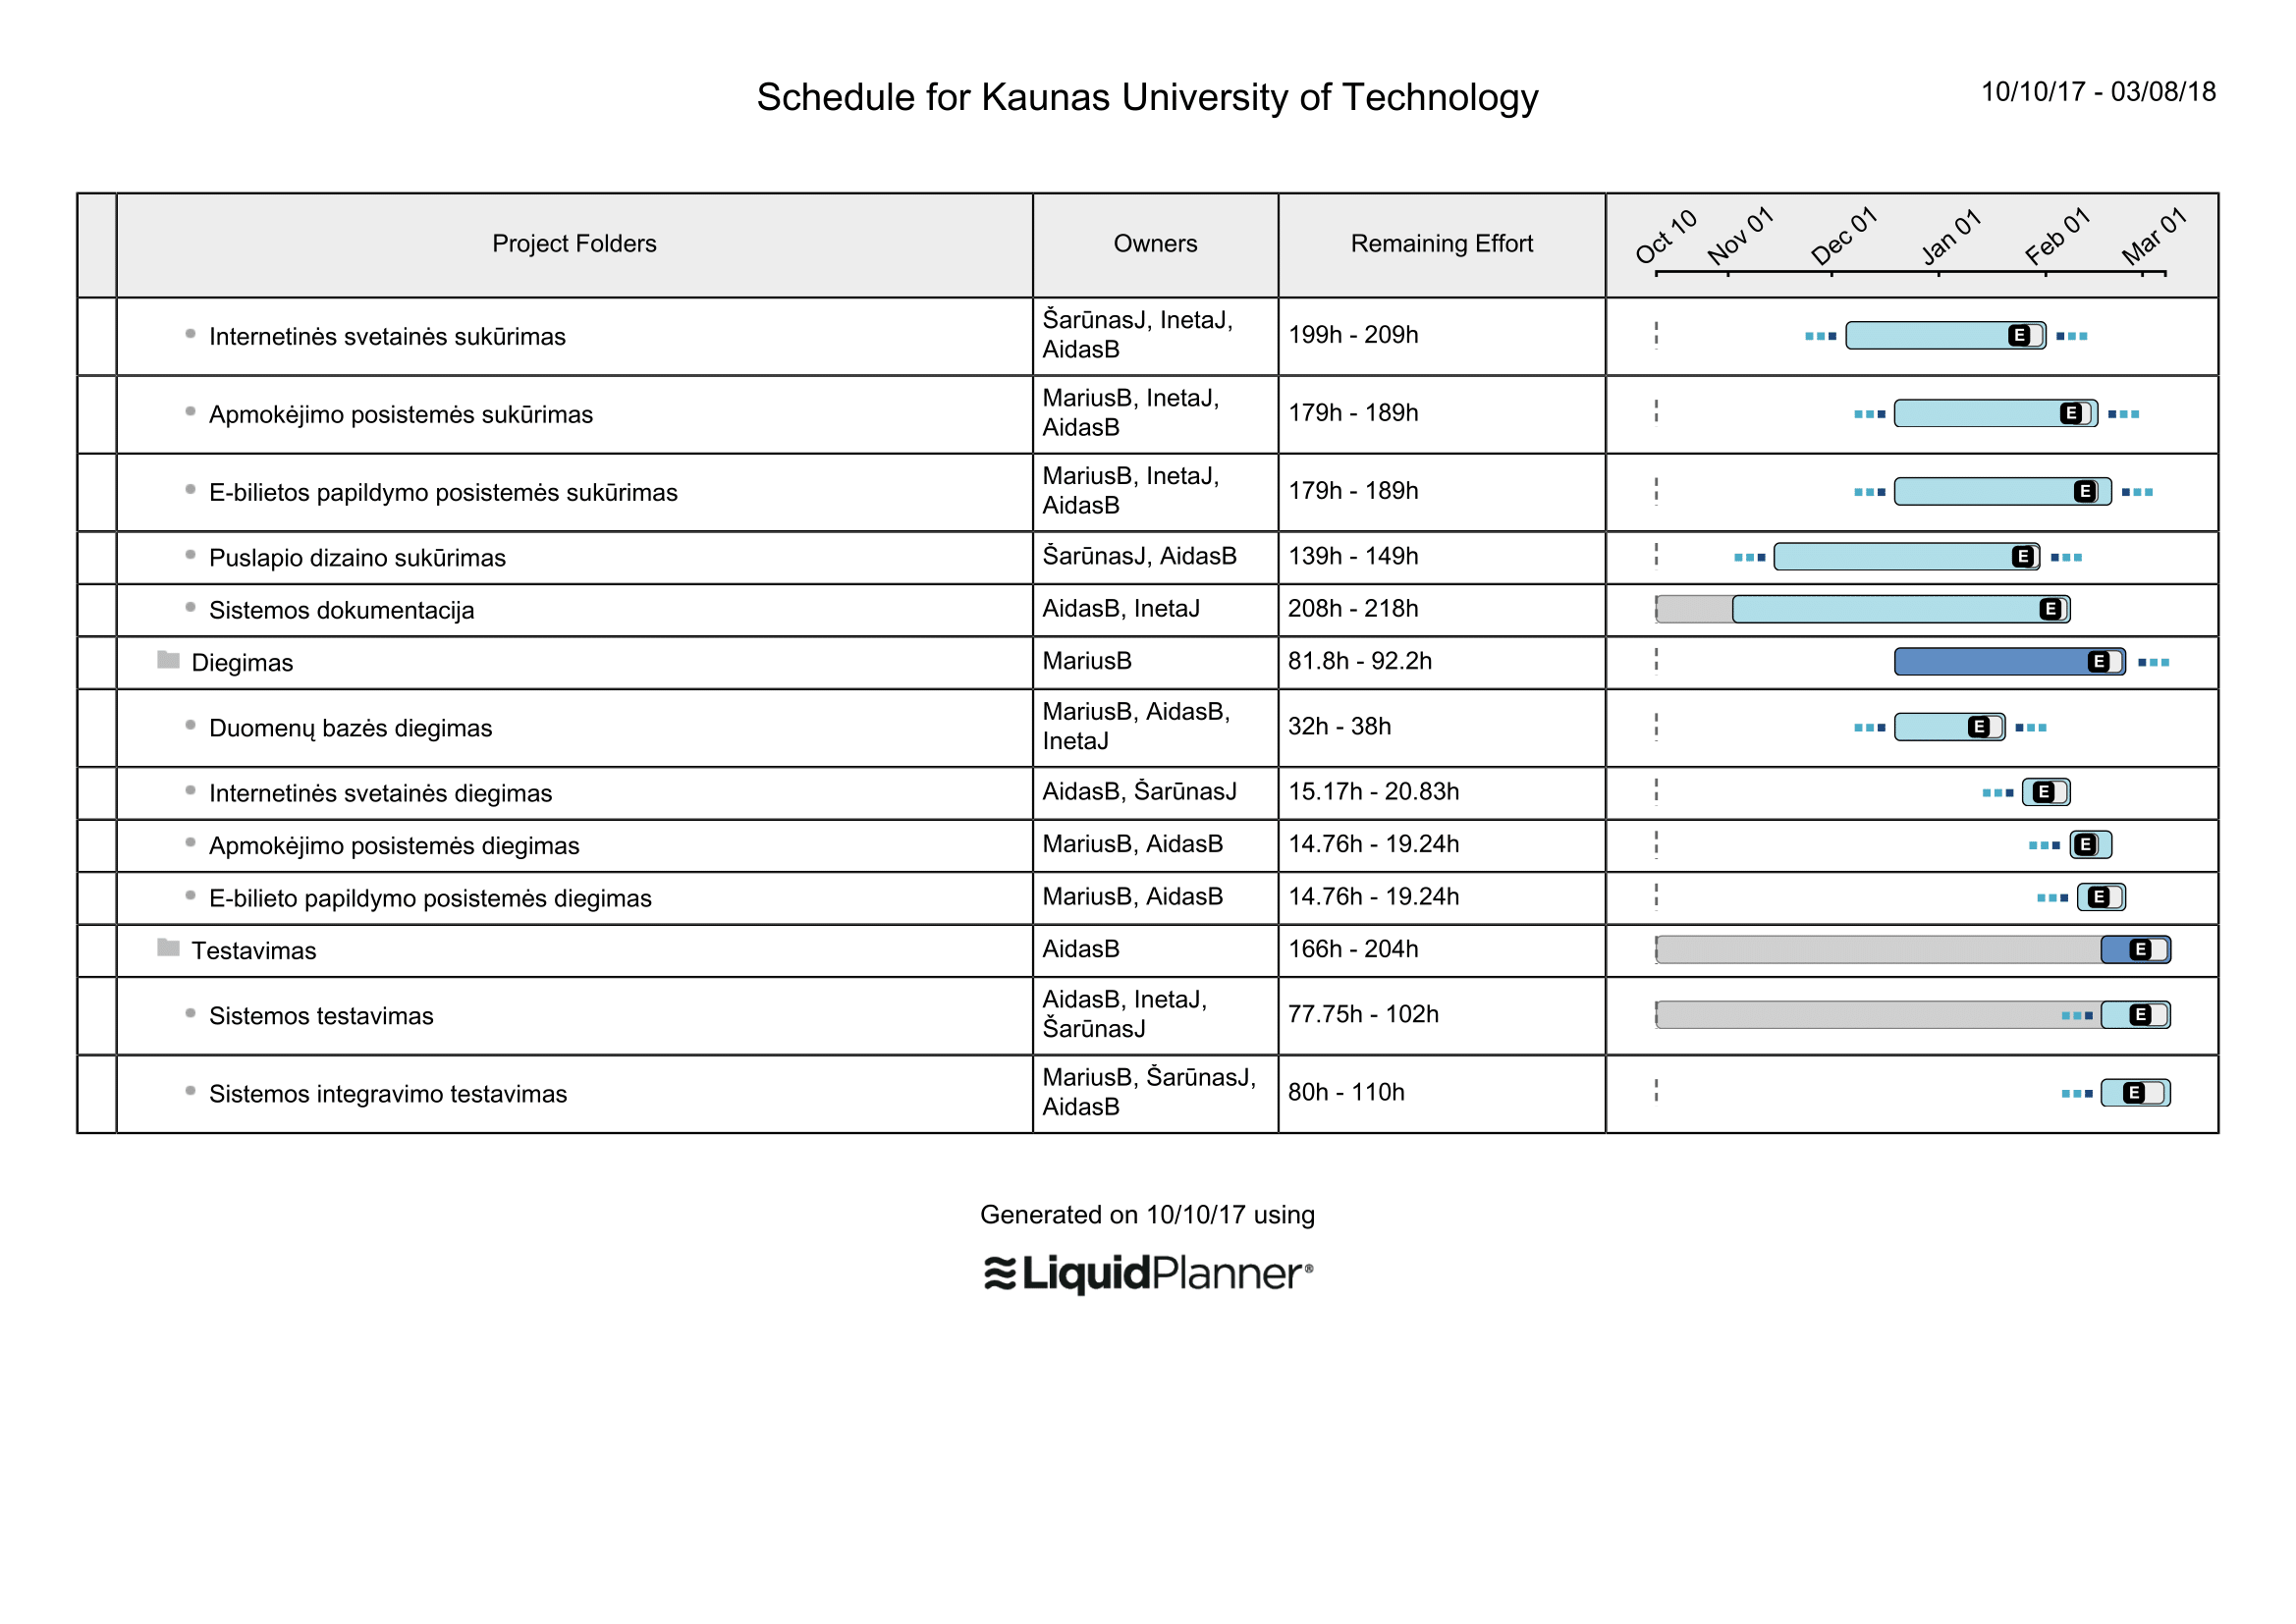 Schedule for Kaunas University of Technology
10/10/17 - 03/08/18
Project Folders
Owners
Remaining Effort
Oct 10
Nov 01
Dec 01
Jan 01
Feb 01
Mar 01
Internetinės svetainės sukūrimas
ŠarūnasJ, InetaJ,
AidasB
199h - 209h
E
Apmokėjimo posistemės sukūrimas
MariusB, InetaJ,
AidasB
179h - 189h
E
E-bilietos papildymo posistemės sukūrimas
MariusB, InetaJ,
AidasB
179h - 189h
E
Puslapio dizaino sukūrimas
ŠarūnasJ, AidasB
139h - 149h
E
Sistemos dokumentacija
AidasB, InetaJ
208h - 218h
E
Diegimas
MariusB
81.8h - 92.2h
E
Duomenų bazės diegimas
MariusB, AidasB,
InetaJ
32h - 38h
E
Internetinės svetainės diegimas
AidasB, ŠarūnasJ
15.17h - 20.83h
E
Apmokėjimo posistemės diegimas
MariusB, AidasB
14.76h - 19.24h
E
E-bilieto papildymo posistemės diegimas
MariusB, AidasB
14.76h - 19.24h
E
Testavimas
AidasB
166h - 204h
E
Sistemos testavimas
AidasB, InetaJ,
ŠarūnasJ
77.75h - 102h
E
Sistemos integravimo testavimas
MariusB, ŠarūnasJ,
AidasB
80h - 110h
E
Generated on 10/10/17 using
LiquidPlanner®